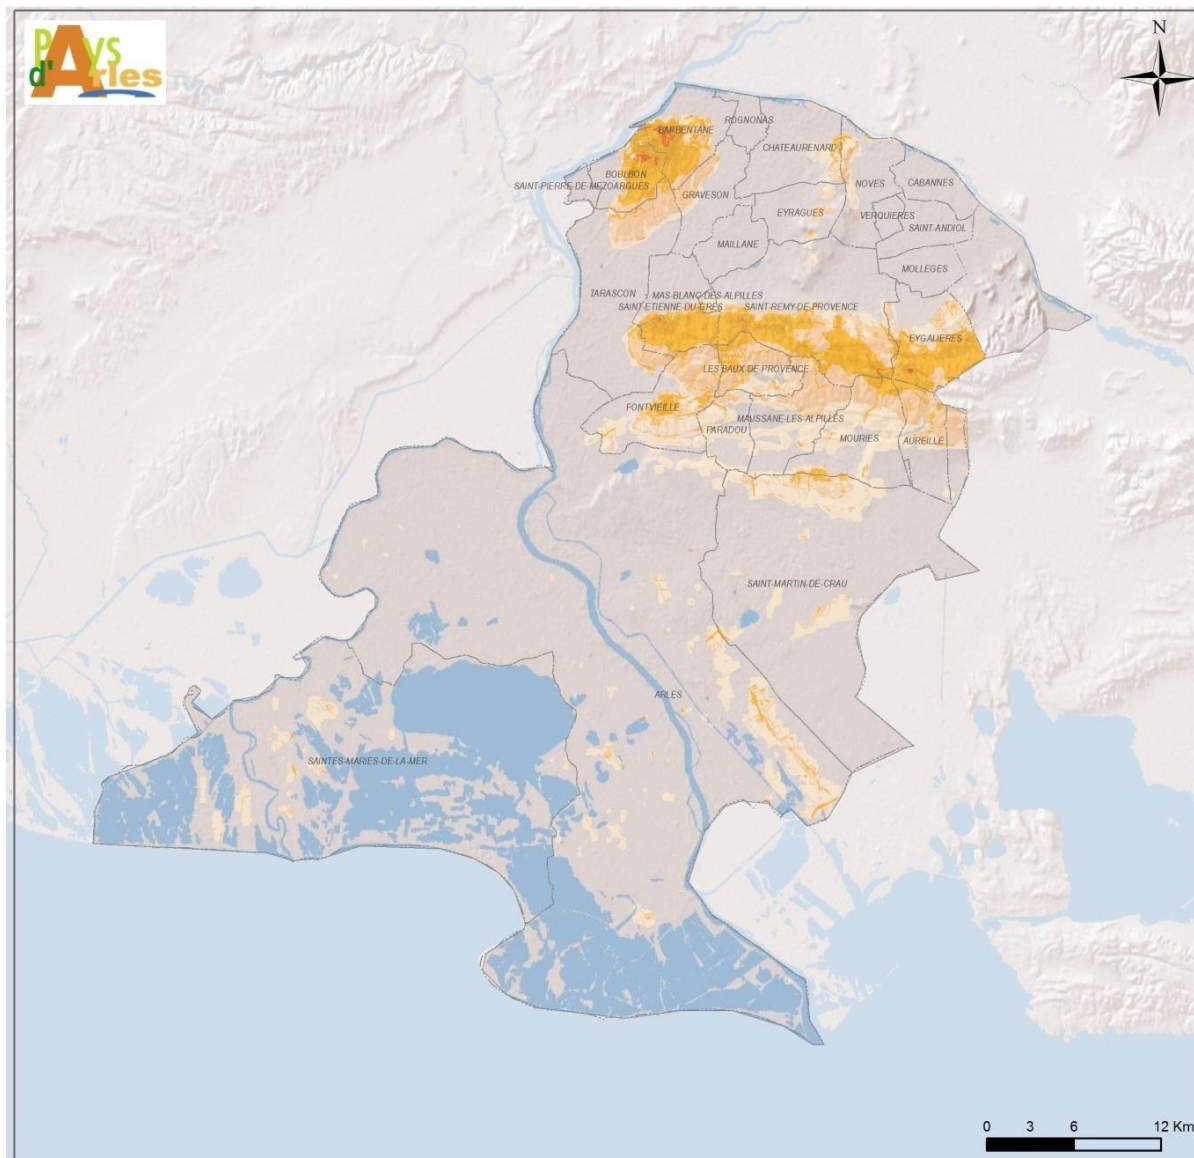 Pays
d'Arles
N
ROGNONAS
BARBENTANE
CHATEAURENARD
BOULBON
SAINT-PIERRE-DE-MEZOARGUES
GRAVESON
NOVES
CABANNES
EYRAGUES
VERQUIERES
SAINT-ANDIOL
MAILLANE
MOLLEGES
TARASCON
MAS-BLANC-DES-ALPILLES
SAINT-ETIENNE-DU-GRES
SAINT-REMY-DE-PROVENCE
EYGALIERES
LES BAUX-DE-PROVENCE
FONTVIEILLE
MAUSSANE-LES-ALPILLES
PARADOU
MOURIES
AUREILLE
SAINT-MARTIN-DE-CRAU
ARLES
SAINTES-MARIES-DE-LA-MER
0 3 6 12 Km